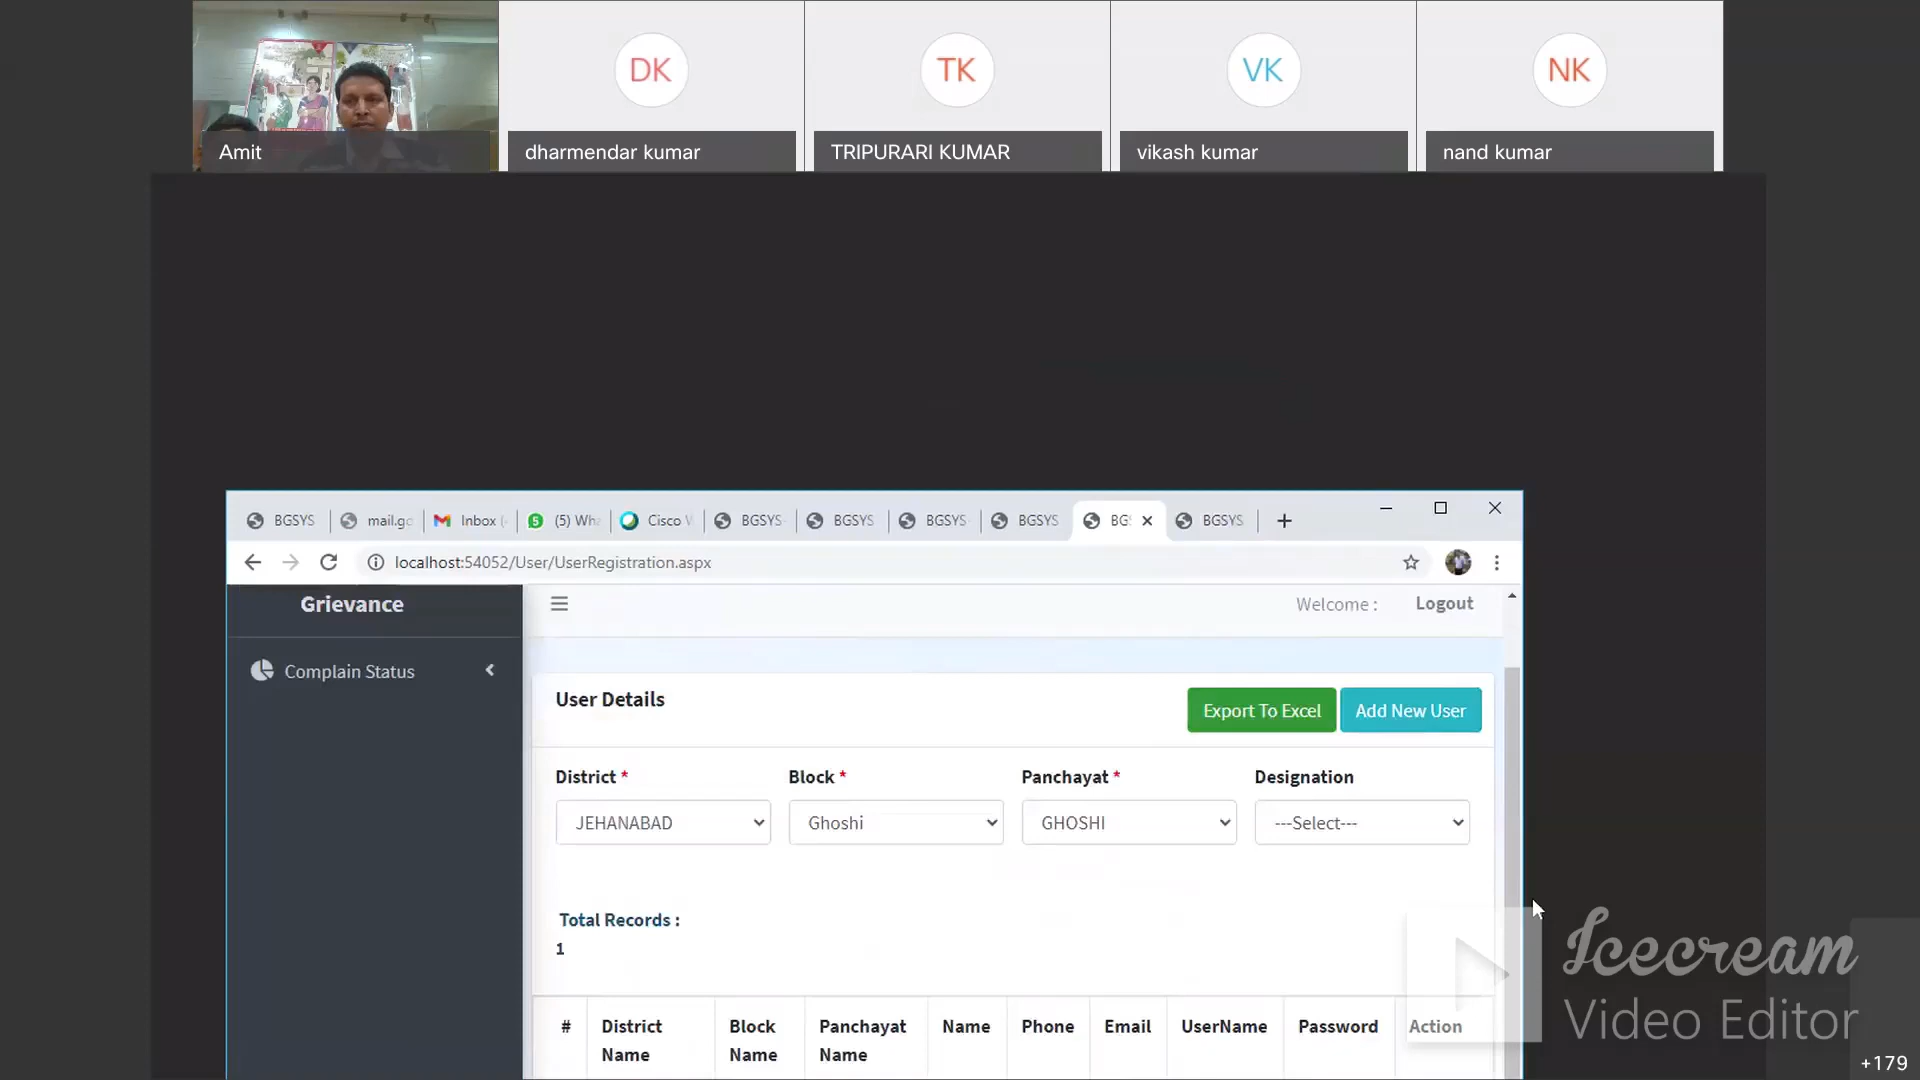 DK
TK
VK
NK
Amit
dharmendar kumar
TRIPURARI KUMAR
vikash kumar
nand kumar
BGSYS
mail.go
Inbox (
5 (5) Wha
Cisco W
BGSYS
BGSYS
BGSYS
BGSYS
BG
BGSYS
localhost:54052/User/UserRegistration.aspx
Grievance
Welcome :
Logout
Complain Status
User Details
Export To Excel
Add New User
District *
Block *
Panchayat *
Designation
JEHANABAD
Ghoshi
GHOSHI
---Select---
Total Records :
1
# District Name Block Name Panchayat Name Name Phone Email UserName Password Action
Icecream
Video Editor
+179